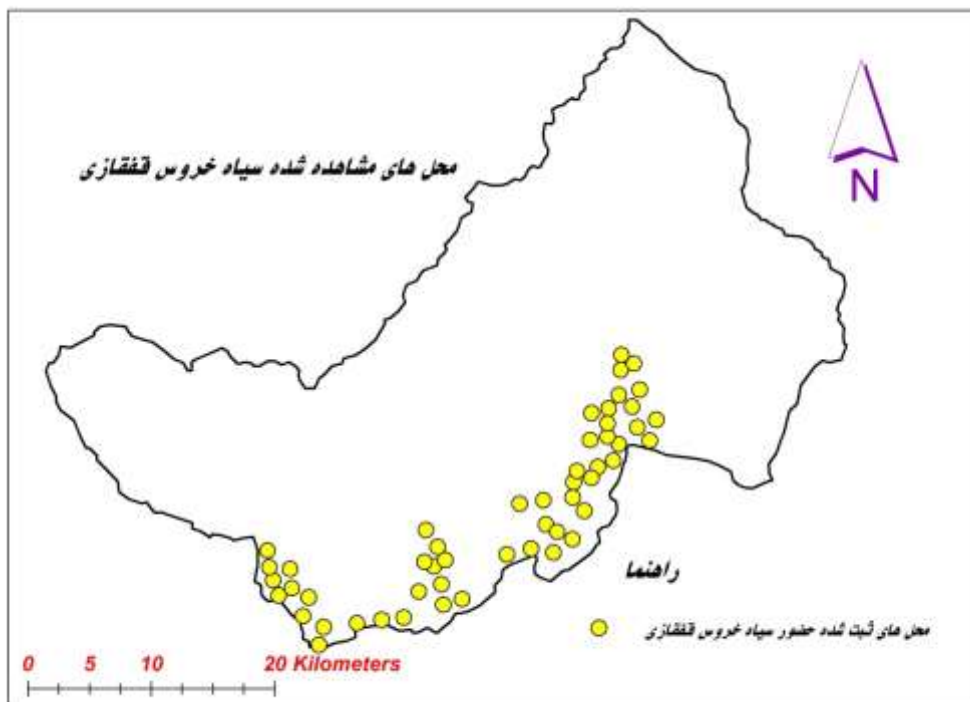 محل های مشاهده شده سیاه خروس قفقازی
N
راهنما
محل های ثبت شده حضور سیاه خروس قفقازی
0 5 10 20 Kilometers